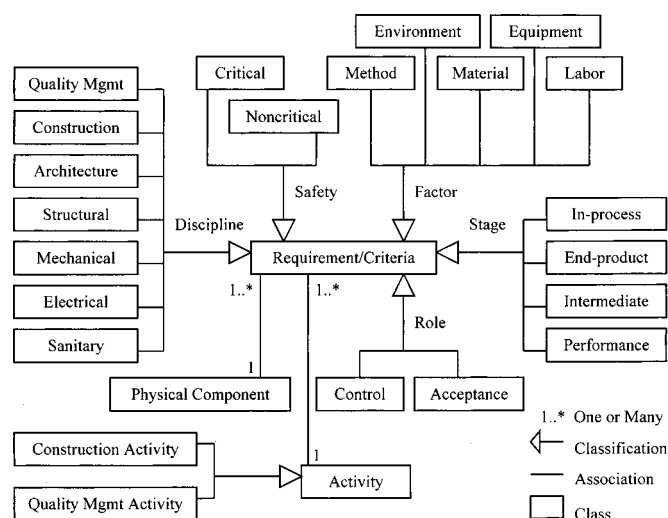 Environment
Equipment
Quality Mgmt
Critical
Method
Material
Labor
Construction
Noncritical
Architecture
Structural
Safety
Factor
In-process
Discipline
Stage
Mechanical
Requirement/Criteria
End-product
Electrical
1..*
1..*
Role
Intermediate
Sanitary
Performance
1
Physical Component
Control
Acceptance
1..* One or Many
Construction Activity
1
Classification
Activity
Association
Quality Mgmt Activity
Class